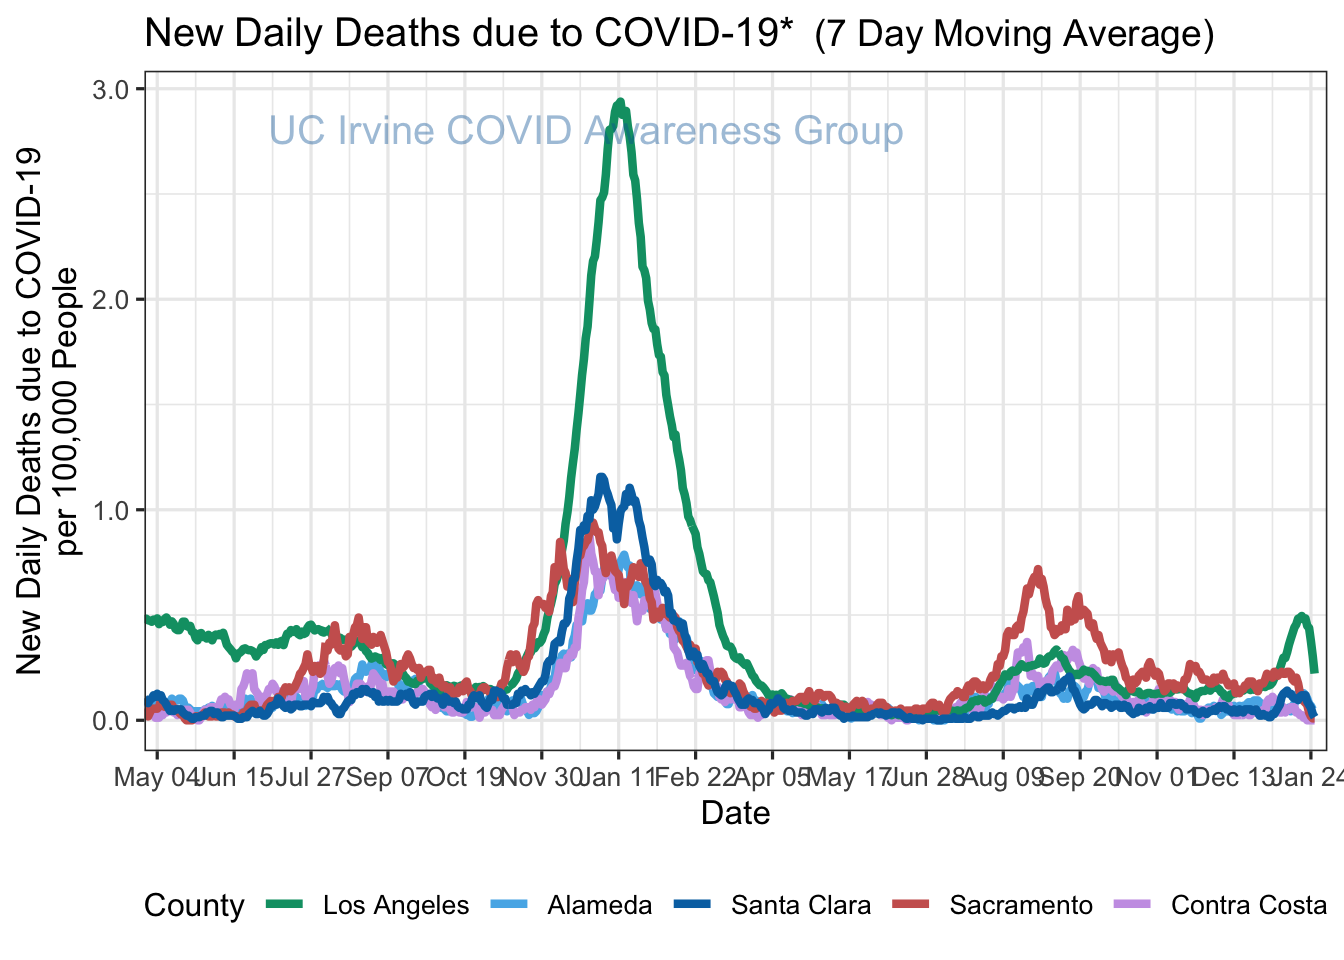 New Daily Deaths due to COVID-19* (7 Day Moving Average)
UC Irvine COVID Awareness Group
New Daily Deaths due to COVID-19
per 100,000 People
3.0
2.0
1.0
0.0
May 04 Jun 15 Jul 27 Sep 07 Oct 19 Nov 30 Jan 11 Feb 22 Apr 05 May 17 Jun 28 Aug 09 Sep 20 Nov 01 Dec 13 Jan 24
Date
County Los Angeles Alameda Santa Clara Sacramento Contra Costa